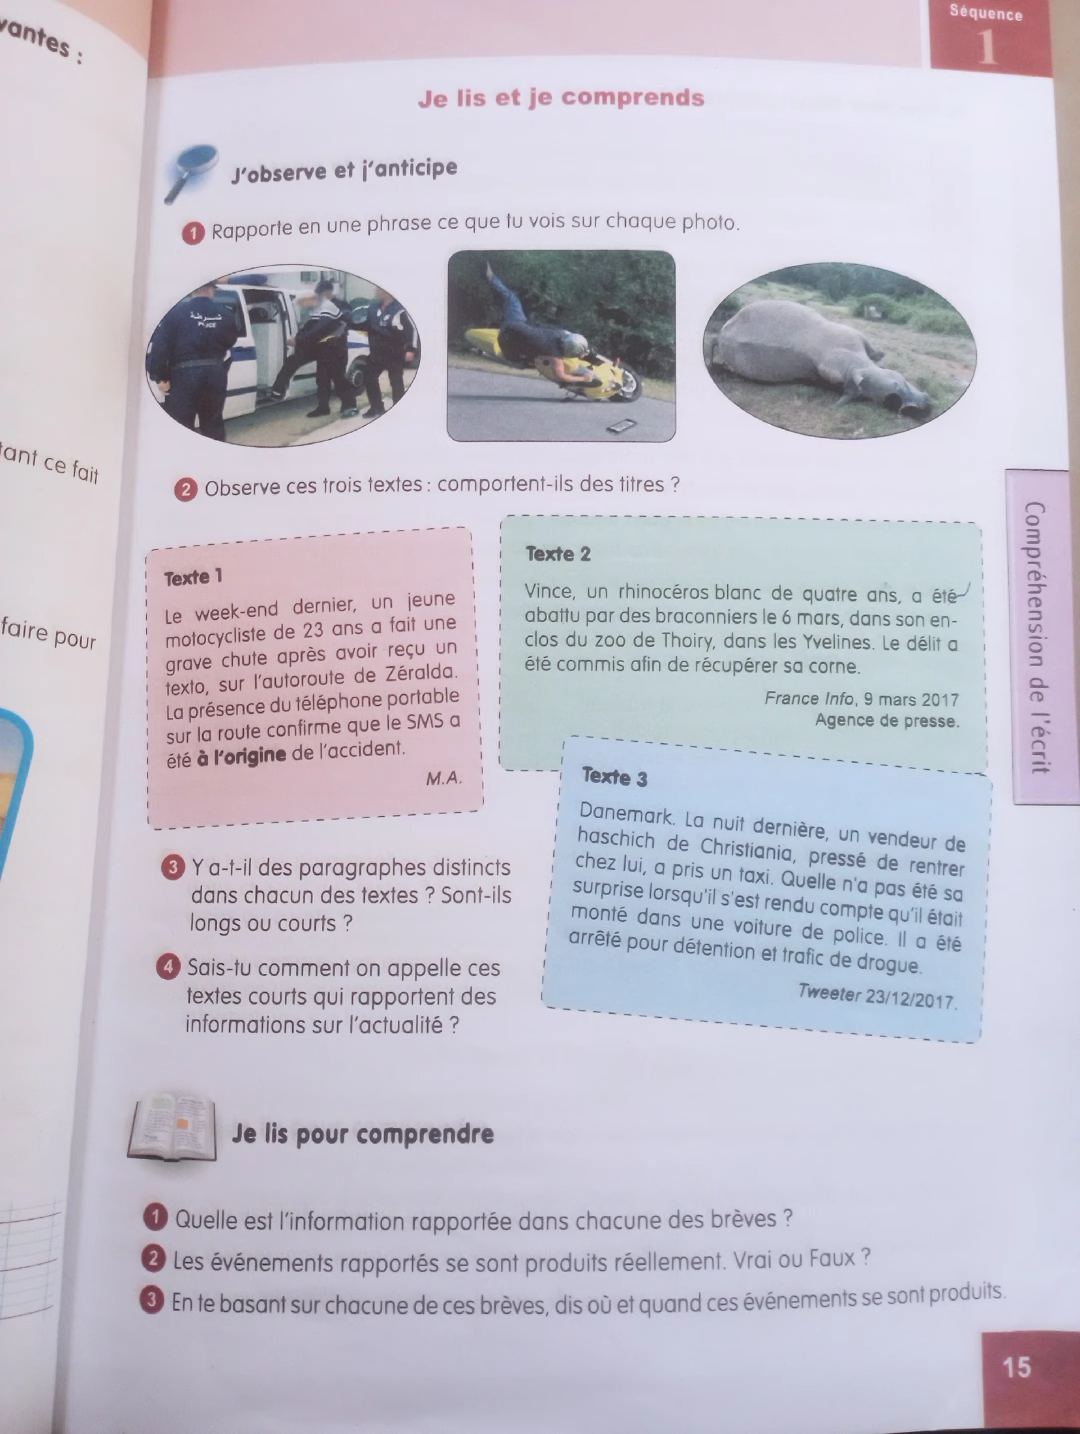 vantes :
tant ce fait
faire pour
Séquence
1
Je lis et je comprends
J'observe et j'anticipe
1 Rapporte en une phrase ce que tu vois sur chaque photo.
شرطة
POLICE
2 Observe ces trois textes : comportent-ils des titres ?
Texte 1
Le week-end dernier, un jeune
motocycliste de 23 ans a fait une
grave chute après avoir reçu un
texto, sur l'autoroute de Zéralda.
La présence du téléphone portable
sur la route confirme que le SMS a
été à l'origine de l'accident.
M.A.
Texte 2
Vince, un rhinocéros blanc de quatre ans, a été
abattu par des braconniers le 6 mars, dans son en-
clos du zoo de Thoiry, dans les Yvelines. Le délit a
été commis afin de récupérer sa corne.
France Info, 9 mars 2017
Agence de presse.
Texte 3
Danemark. La nuit dernière, un vendeur de
haschich de Christiania, pressé de rentrer
chez lui, a pris un taxi. Quelle n'a pas été sa
surprise lorsqu'il s'est rendu compte qu'il était
monté dans une voiture de police. Il a été
arrêté pour détention et trafic de drogue.
Tweeter 23/12/2017.
3 Y a-t-il des paragraphes distincts
dans chacun des textes ? Sont-ils
longs ou courts ?
4 Sais-tu comment on appelle ces
textes courts qui rapportent des
informations sur l'actualité ?
Compréhension de l'écrit
Je lis pour comprendre
1 Quelle est l'information rapportée dans chacune des brèves ?
2 Les événements rapportés se sont produits réellement. Vrai ou Faux ?
3 En te basant sur chacune de ces brèves, dis où et quand ces événements se sont produits.
15